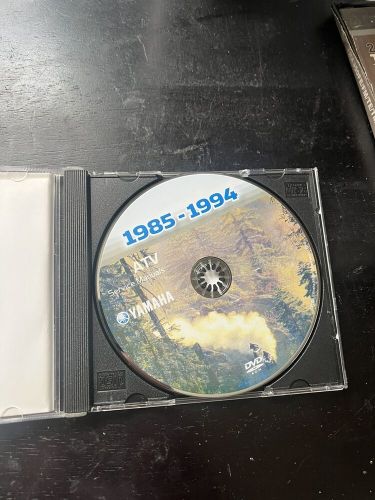 1985-1994
ATV
Service Manuals
YAMAHA
DVD